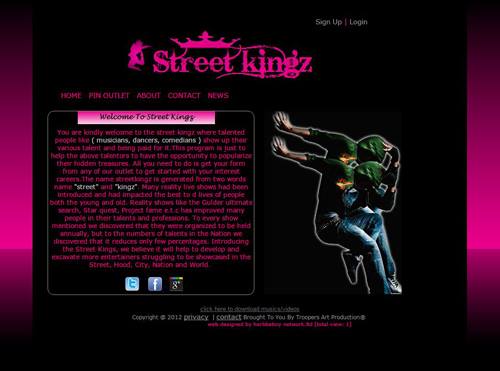 Sign Up | Login
Street kingz
HOME PIN OUTLET ABOUT CONTACT NEWS
Welcome To Street Kingz
You are kindly welcome to the street kingz where talented
people like ( musicians, dancers, comedians ) show up their
various talent and being paid for it.This program is just to
help the above talentors to have the opportunity to popularize
their hidden treasures. All you need to do is get your form
from any of our outlet to get started with your interest
careers.The name streetkingz is generated from two words
name "street" and "kingz". Many reality live shows had been
introduced and had impacted the best to d lives of people
both the young and old. Reality shows like the Gulder ultimate
search, Star quest, Project fame e.t.c has improved many
people in their talents and professions. To every show
mentioned we discovered that they were organized to be held
annually, but to the numbers of talents in the Nation we
discovered that it reduces only few percentages. Introducing
the Street Kings, we believe it will help to develop and
excavate more entertainers struggling to be showcased in the
Street, Hood, City, Nation and World.
click here to download musics/videos
Copyright @ 2012 privacy | contact Brought To You By Troopers Art Production®
web designed by herbbaboy network.ltd [total view: 1]